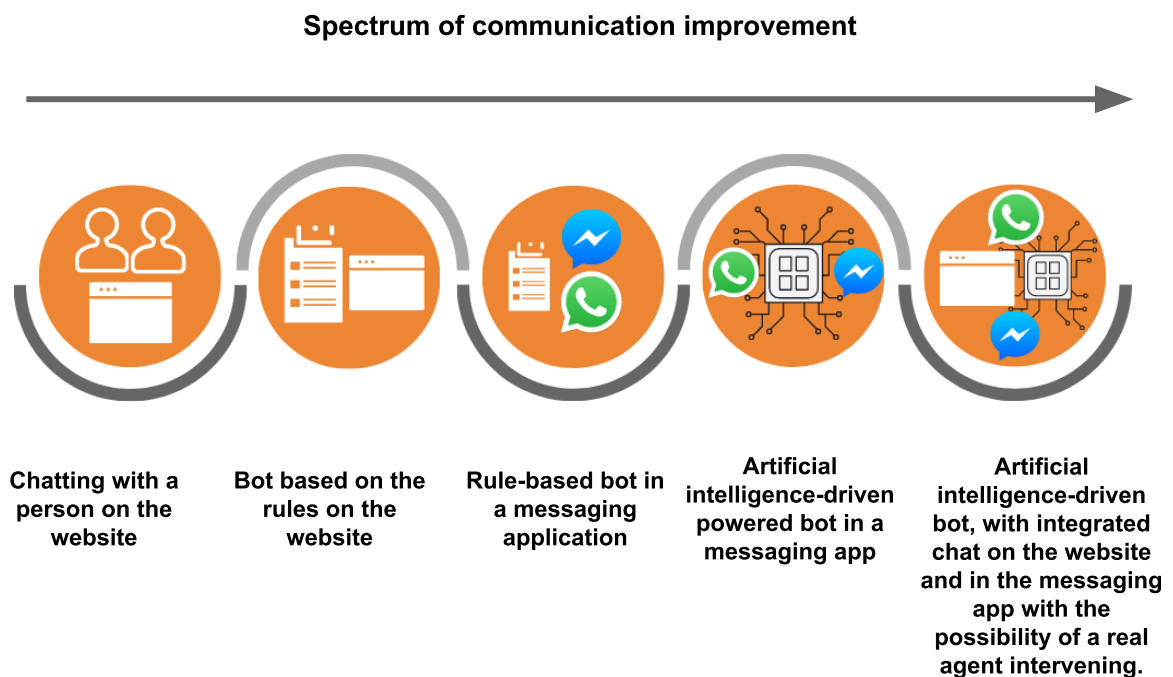 Spectrum of communication improvement
Chatting with a
person on the
website
Bot based on the
rules on the
website
Rule-based bot in
a messaging
application
Artificial
intelligence-driven
powered bot in a
messaging app
Artificial
intelligence-driven
bot, with integrated
chat on the website
and in the messaging
app with the
possibility of a real
agent intervening.